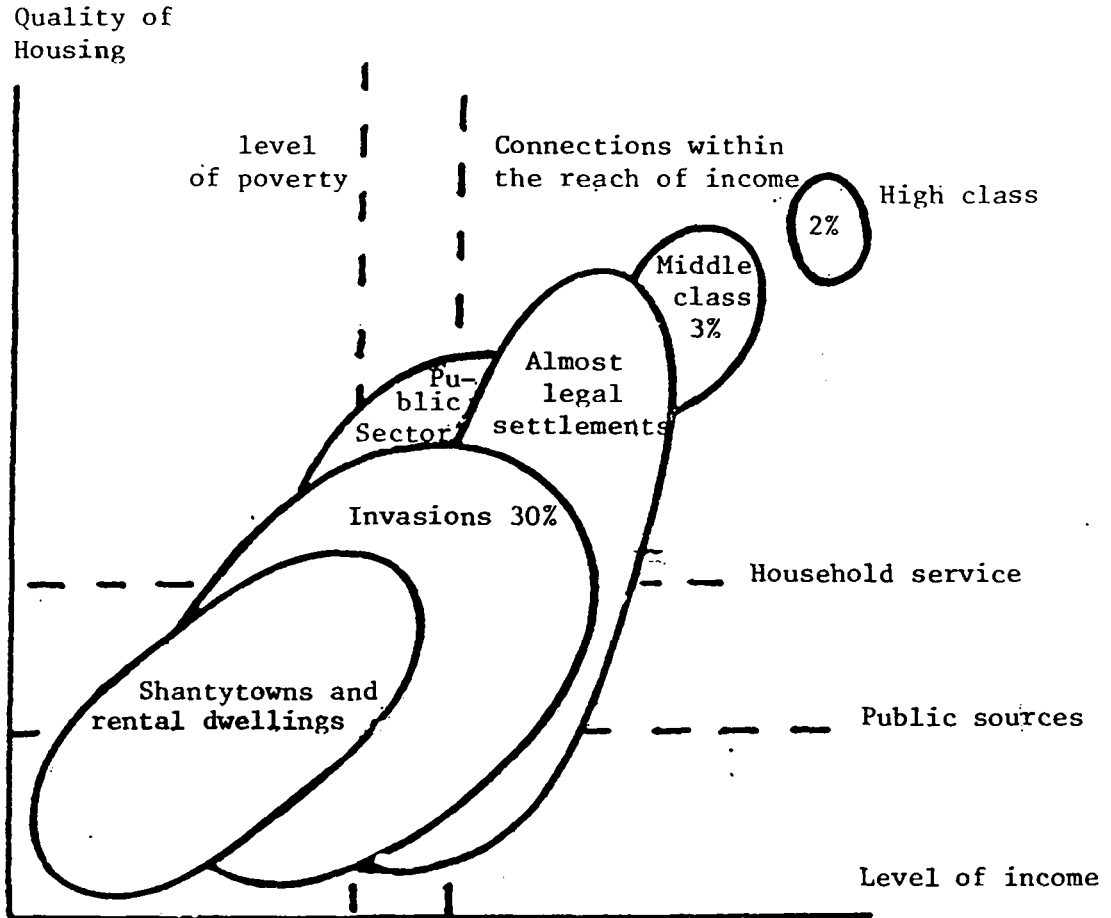 Quality of
Housing
level
of poverty
Connections within
the reach of income
High class
2%
Middle
class
3%
Almost
legal
settlements
Pu-
blic
Sector
Invasions 30%
Household service
Shantytowns and
rental dwellings
Public sources
Level of income